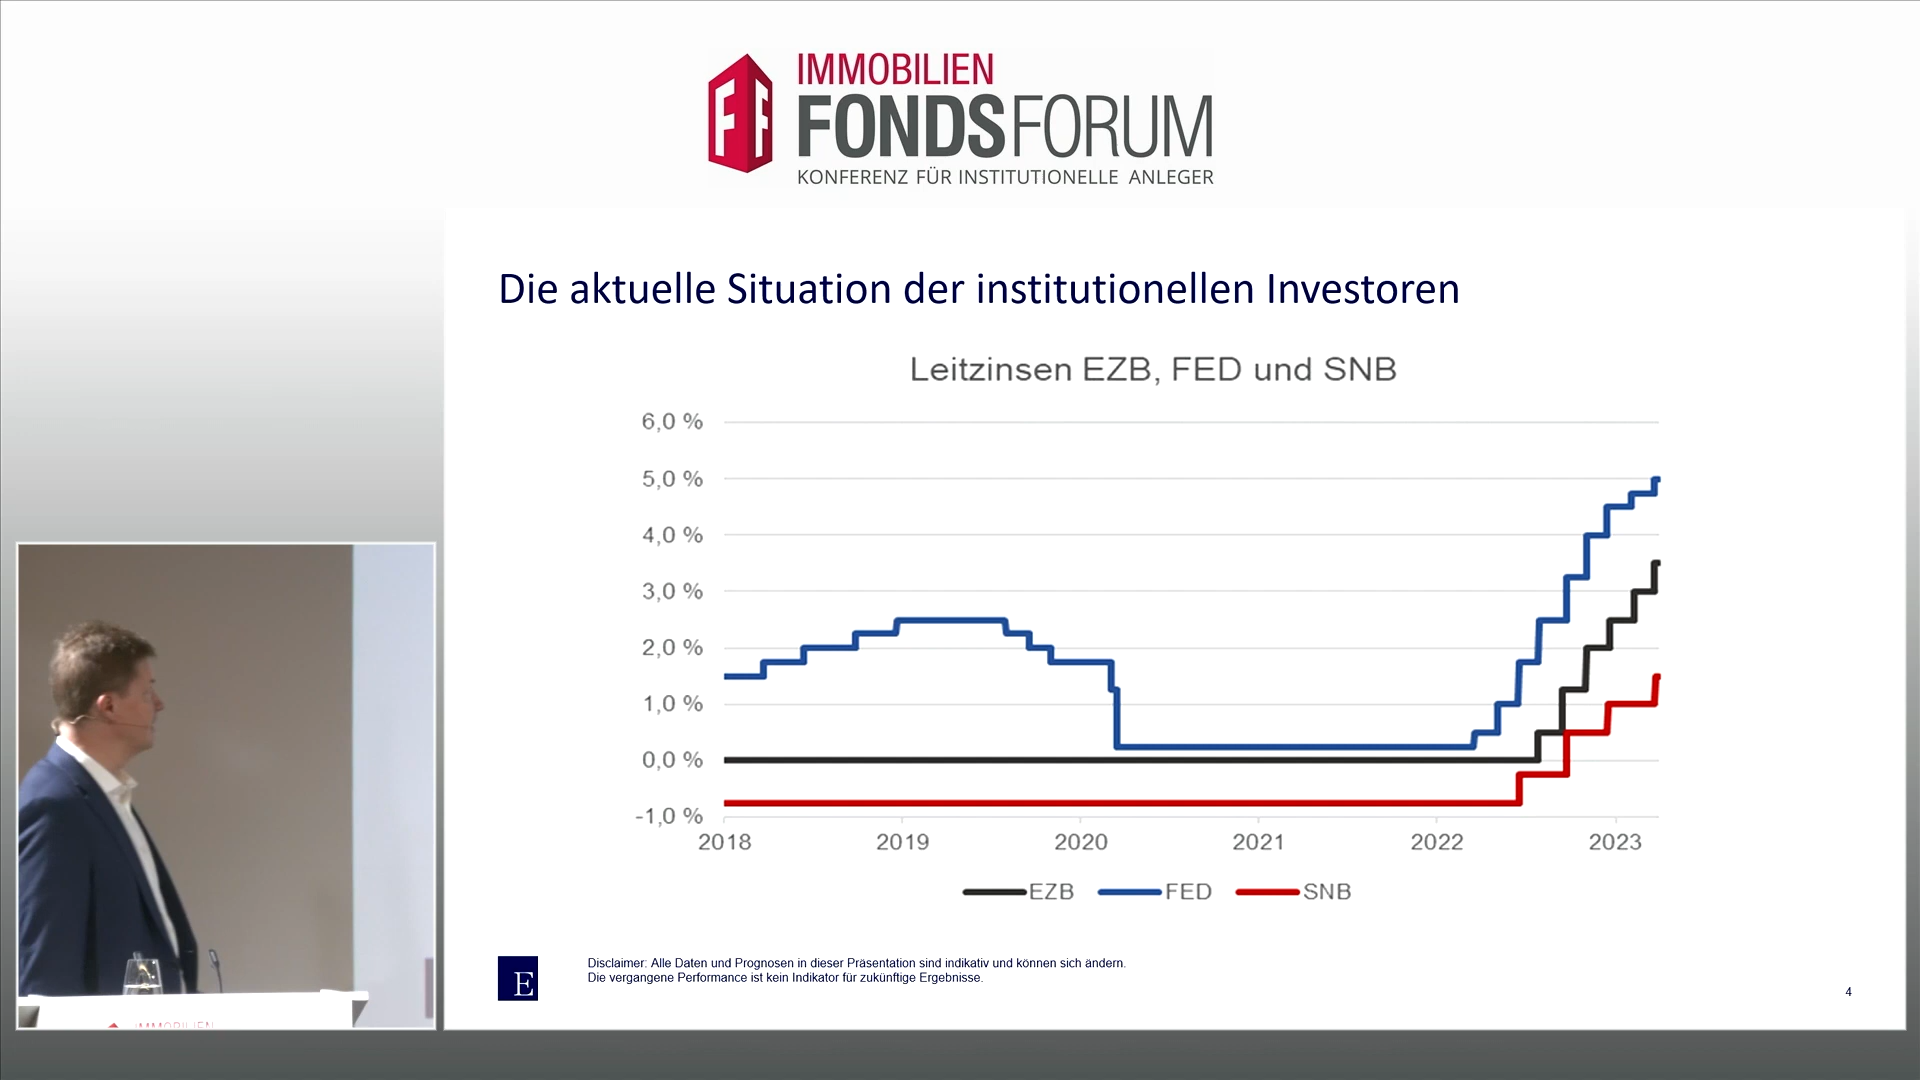 IMMOBILIEN
FONDSFORUM
KONFERENZ FÜR INSTITUTIONELLE ANLEGER
Die aktuelle Situation der institutionellen Investoren
Leitzinsen EZB, FED und SNB
6,0 %
5,0 %
4,0 %
3,0 %
2,0 %
1,0 %
0,0 %
-1,0 %
2018 2019 2020 2021 2022 2023
EZB FED SNB
E
Disclaimer: Alle Daten und Prognosen in dieser Präsentation sind indikativ und können sich ändern.
Die vergangene Performance ist kein Indikator für zukünftige Ergebnisse.
4
IMMOBILIEN